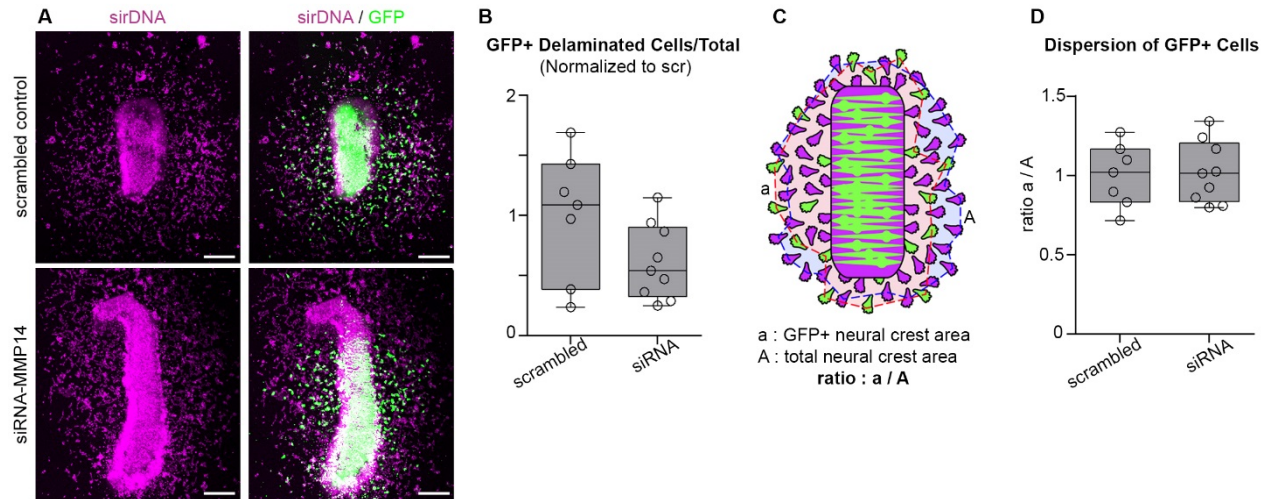 A
sirDNA
sirDNA / GFP
scrambled control
siRNA-MMP14
B
GFP+ Delaminated Cells/Total
(Normalized to scr)
2
1
0
scrambled
siRNA
C
a
A
a : GFP+ neural crest area
A : total neural crest area
ratio : a / A
D
Dispersion of GFP+ Cells
ratio a / A
1.5
1
0.5
0
scrambled
siRNA